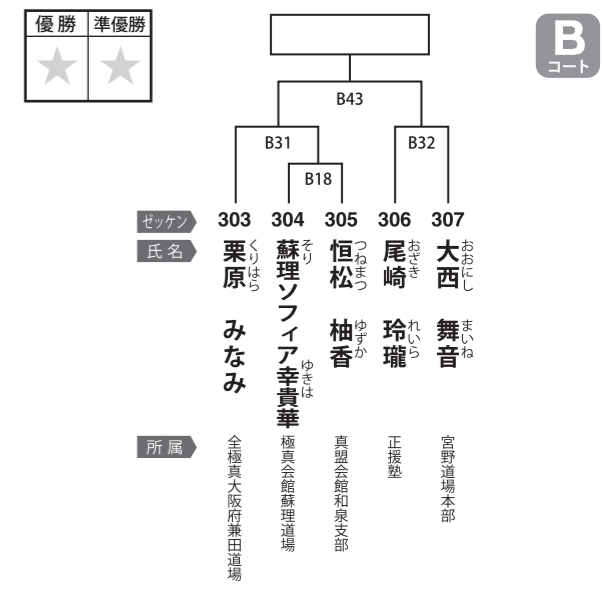 優勝 準優勝
B
コート
B43
B31
B32
B18
ゼッケン 303 304 305 306 307
氏名
栗原 みなみ
くりはら
蘇理ソフィア幸貴華
そり ゆきは
恒松 柚香
つねまつ ゆずか
尾崎 玲瓏
おざき れいら
大西 舞音
おおにし まいね
所属
全極真大阪府兼田道場
極真会館蘇理道場
真盟会館和泉支部
正援塾
宮野道場本部